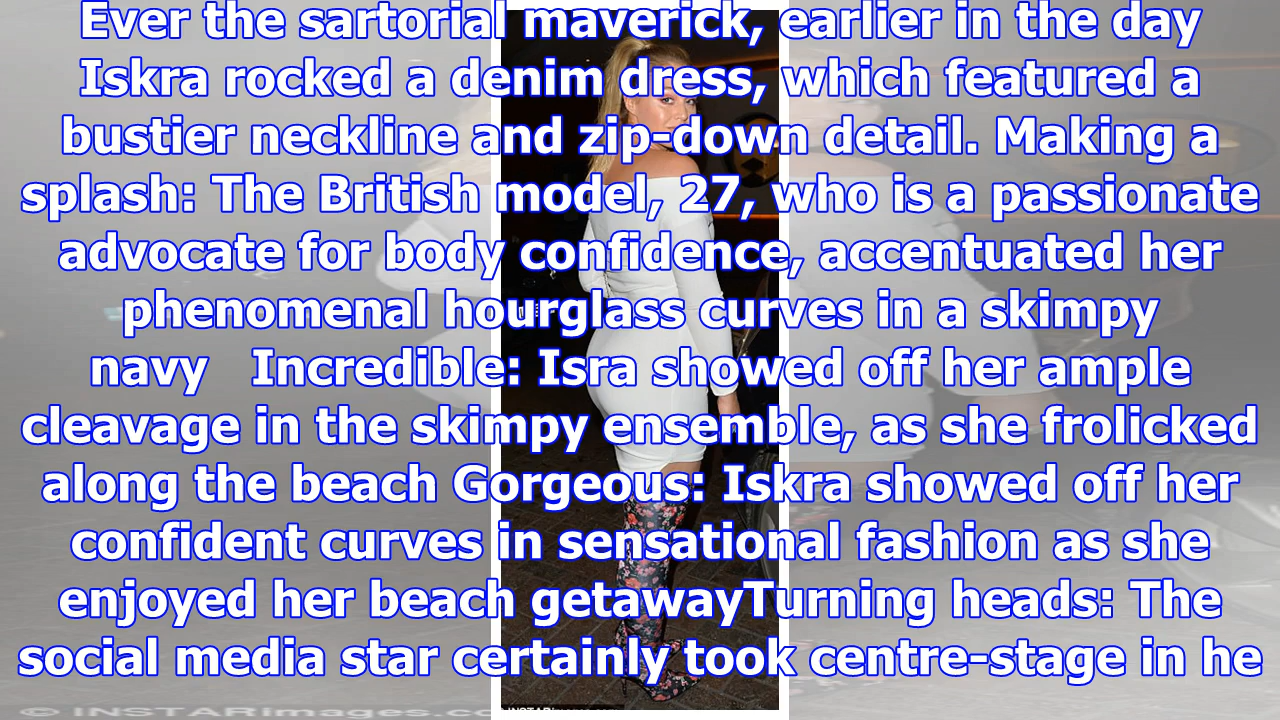 Ever the sartorial maverick, earlier in the day
Iskra rocked a denim dress, which featured a
bustier neckline and zip-down detail. Making a
splash: The British model, 27, who is a passionate
advocate for body confidence, accentuated her
phenomenal hourglass curves in a skimpy
navy   Incredible: Isra showed off her ample
cleavage in the skimpy ensemble, as she frolicked
along the beach Gorgeous: Iskra showed off her
confident curves in sensational fashion as she
enjoyed her beach getawayTurning heads: The
social media star certainly took centre-stage in he
© INSTARimages.co